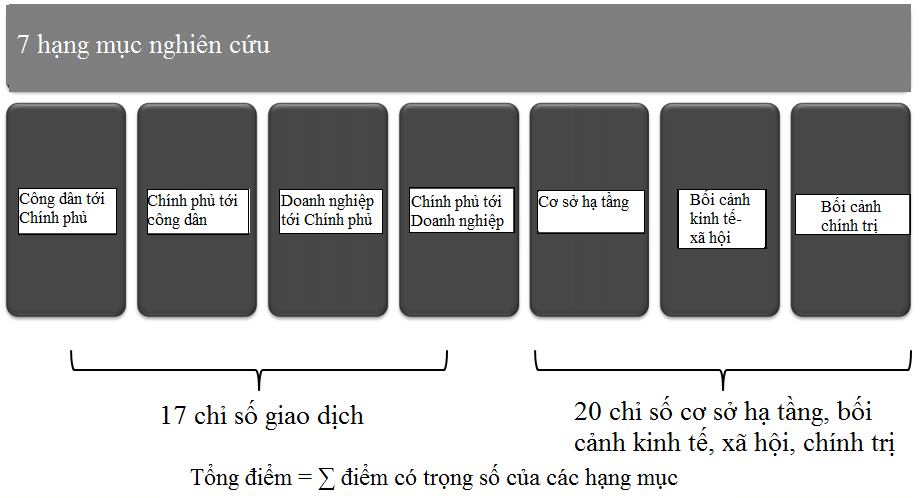 7 hạng mục nghiên cứu
Công dân tới
Chính phủ
Chính phủ tới
công dân
Doanh nghiệp
tới Chính phủ
Chính phủ tới
Doanh nghiệp
Cơ sở hạ tầng
Bối cảnh
kinh tế-
xã hội
Bối cảnh
chính trị
17 chỉ số giao dịch
20 chỉ số cơ sở hạ tầng, bối
cảnh kinh tế, xã hội, chính trị
Tổng điểm = ∑ điểm có trọng số của các hạng mục